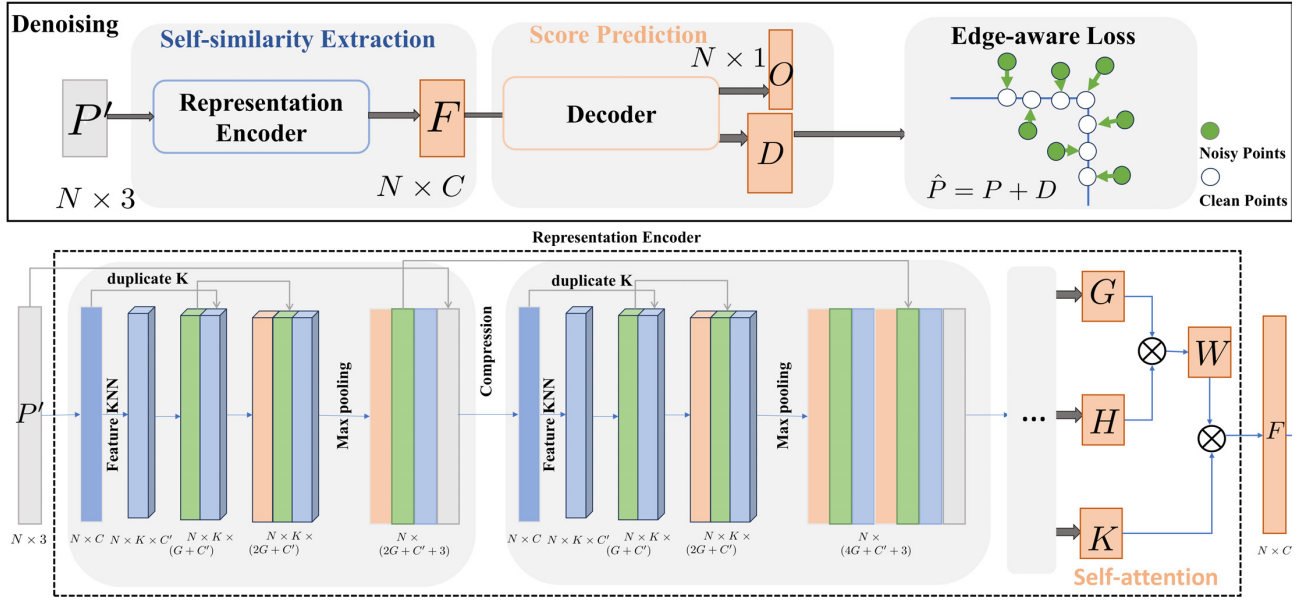 Denoising
Self-similarity Extraction
Score Prediction
Edge-aware Loss
P′
Representation
Encoder
F
Decoder
N × 1
O
D
N × 3
N × C
P̂ = P + D
Noisy Points
Clean Points
Representation Encoder
duplicate K
duplicate K
P′
Feature KNN
Max pooling
Compression
Feature KNN
Max pooling
...
G
H
K
W
F
N × 3
N × C
N × K × C′
N × K ×
(G + C′)
N × K ×
(2G + C′)
N ×
(2G + C′ + 3)
N × C
N × K × C′
N × K ×
(G + C′)
N × K ×
(2G + C′)
N ×
(4G + C′ + 3)
Self-attention
N × C